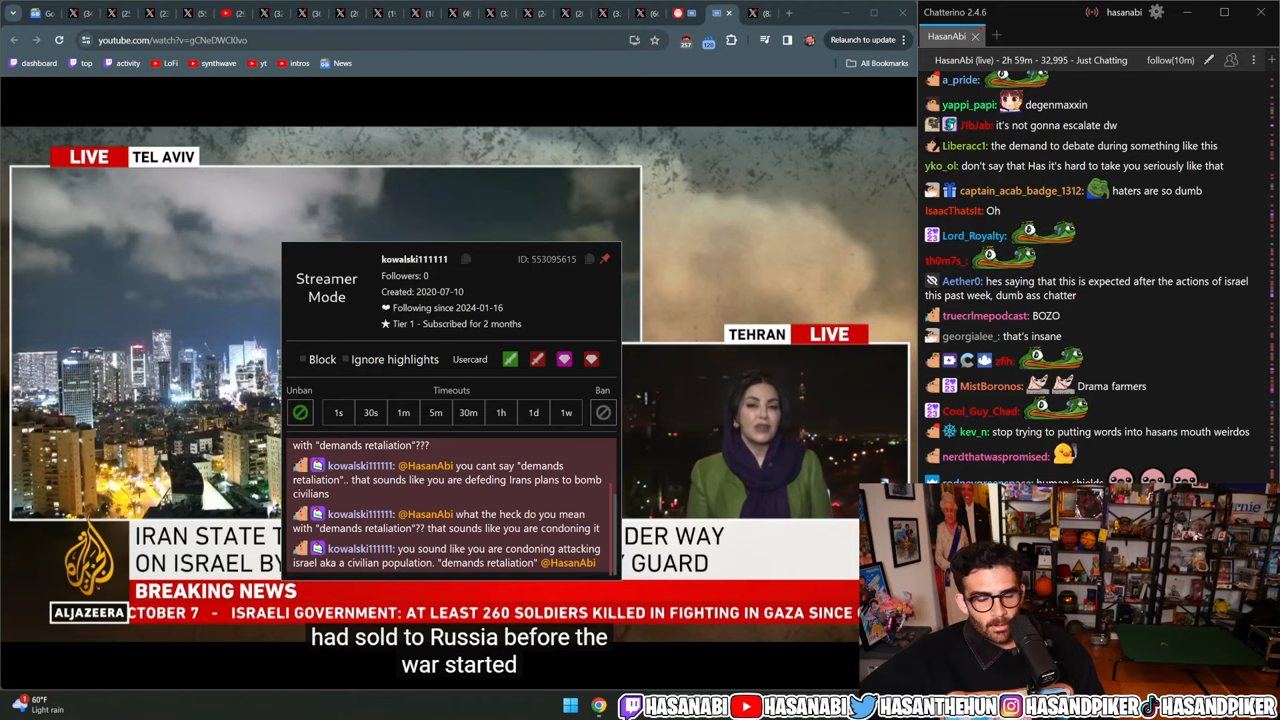 youtube.com/watch?v=gCNeDWCI0vo
Relaunch to update
257
120
dashboard
top
activity
LoFi
synthwave
yt
intros
News
All Bookmarks
LIVE TEL AVIV
TEHRAN LIVE
Streamer
Mode
kowalski111111
ID: 553095615
Followers: 0
Created: 2020-07-10
❤ Following since 2024-01-16
★ Tier 1 - Subscribed for 2 months
Block
Ignore highlights
Usercard
Unban
Timeouts
Ban
1s
30s
1m
5m
30m
1h
1d
1w
with "demands retaliation"???
kowalski111111: @HasanAbi you cant say "demands
retaliation".. that sounds like you are defeding Irans plans to bomb
civilians
kowalski111111: @HasanAbi what the heck do you mean
with "demands retaliation"?? that sounds like you are condoning it
kowalski111111: you sound like you are condoning attacking
israel aka a civilian population. "demands retaliation" @HasanAbi
IRAN STATE T
DER WAY
ON ISRAEL BY
GUARD
BREAKING NEWS
ALJAZEERA
CTOBER 7 - ISRAELI GOVERNMENT: AT LEAST 260 SOLDIERS KILLED IN FIGHTING IN GAZA SINCE
had sold to Russia before the
war started
60°F
Light rain
Chatterino 2.4.6
hasanabi
HasanAbi
HasanAbi (live) - 2h 59m - 32,995 - Just Chatting
follow(10m)
a_pride:
yappi_papi: degenmaxxin
J1bJab: it's not gonna escalate dw
Liberacc1: the demand to debate during something like this
yko_ol: don't say that Has it's hard to take you seriously like that
captain_acab_badge_1312: haters are so dumb
IsaacThatsIt: Oh
Lord_Royalty:
th0m7s_:
Aether0: hes saying that this is expected after the actions of israel
this past week, dumb ass chatter
truecrlmepodcast: BOZO
georgialee_: that's insane
zfih:
MistBoronos: Drama farmers
Cool_Guy_Chad:
kev_n: stop trying to putting words into hasans mouth weirdos
nerdthatwaspromised:
human shields
HASANABI
HASANABI
HASANTHEHUN
HASANDPIKER
HASANDPIKER